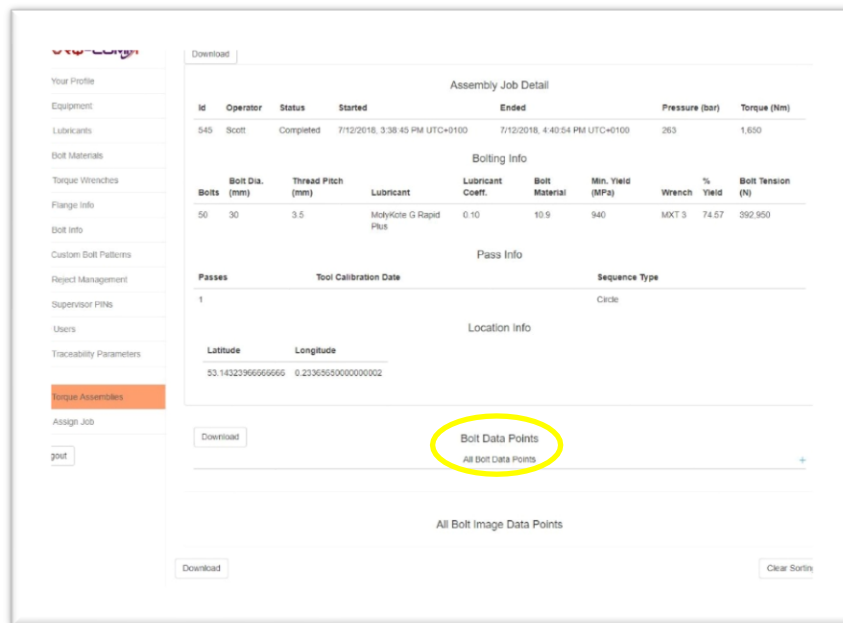 Download
Your Profile
Equipment
Lubricants
Bolt Materials
Torque Wrenches
Flange Info
Bolt Info
Custom Bolt Patterns
Reject Management
Supervisor PINs
Users
Traceability Parameters
Torque Assemblies
Assign Job
gout
Assembly Job Detail
Id Operator Status Started Ended Pressure (bar) Torque (Nm)
545 Scott Completed 7/12/2018, 3:38:45 PM UTC+0100 7/12/2018, 4:40:54 PM UTC+0100 263 1,650
Bolting Info
Bolts Bolt Dia. (mm) Thread Pitch (mm) Lubricant Lubricant Coeff. Bolt Material Min. Yield (MPa) Wrench % Yield Bolt Tension (N)
50 30 3.5 MolyKote G Rapid Plus 0.10 10.9 940 MXT 3 74.57 392,950
Pass Info
Passes Tool Calibration Date Sequence Type
1 Circle
Location Info
Latitude Longitude
53.14323966666666 0.23365650000000002
Download
Bolt Data Points
All Bolt Data Points +
All Bolt Image Data Points
Download
Clear Sorting